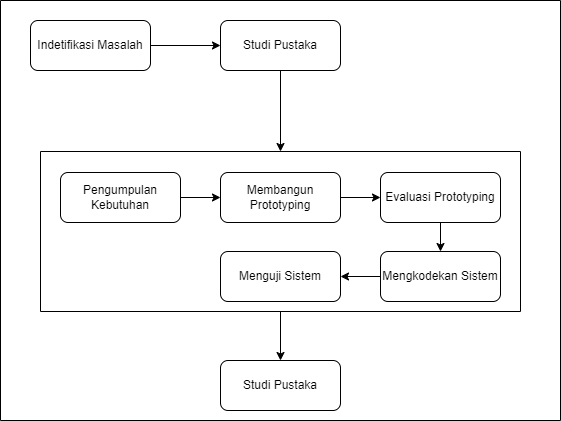 Indetifikasi Masalah
Studi Pustaka
Pengumpulan
Kebutuhan
Membangun
Prototyping
Evaluasi Prototyping
Menguji Sistem
Mengkodekan Sistem
Studi Pustaka